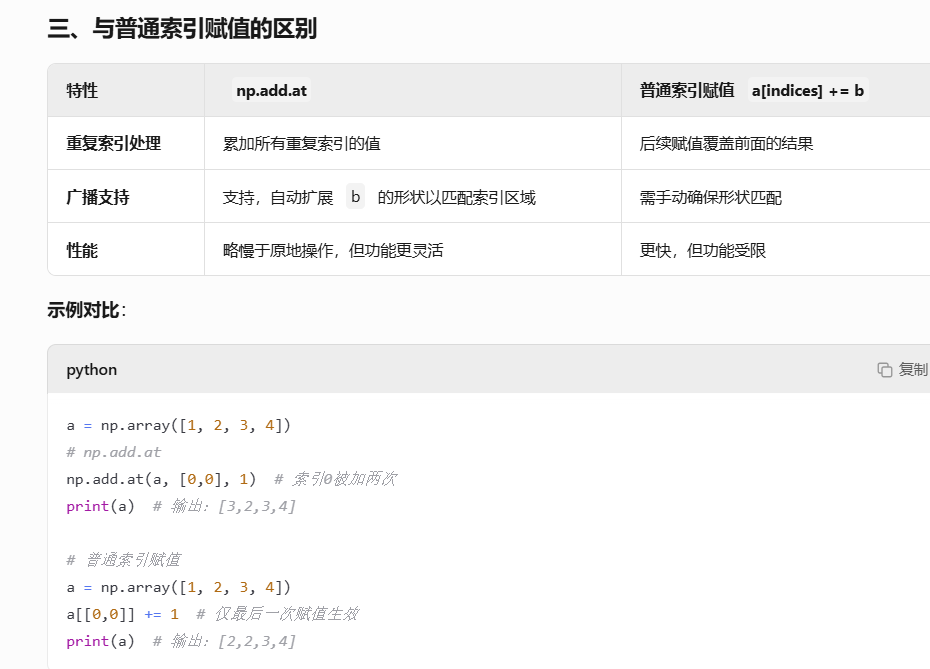 三、与普通索引赋值的区别
特性 np.add.at 普通索引赋值 a[indices] += b
重复索引处理 累加所有重复索引的值 后续赋值覆盖前面的结果
广播支持 支持，自动扩展 b 的形状以匹配索引区域 需手动确保形状匹配
性能 略慢于原地操作，但功能更灵活 更快，但功能受限
示例对比：
python 复制
a = np.array([1, 2, 3, 4])
# np.add.at
np.add.at(a, [0,0], 1)  # 索引0被加两次
print(a)  # 输出: [3,2,3,4]
# 普通索引赋值
a = np.array([1, 2, 3, 4])
a[[0,0]] += 1  # 仅最后一次赋值生效
print(a)  # 输出: [2,2,3,4]